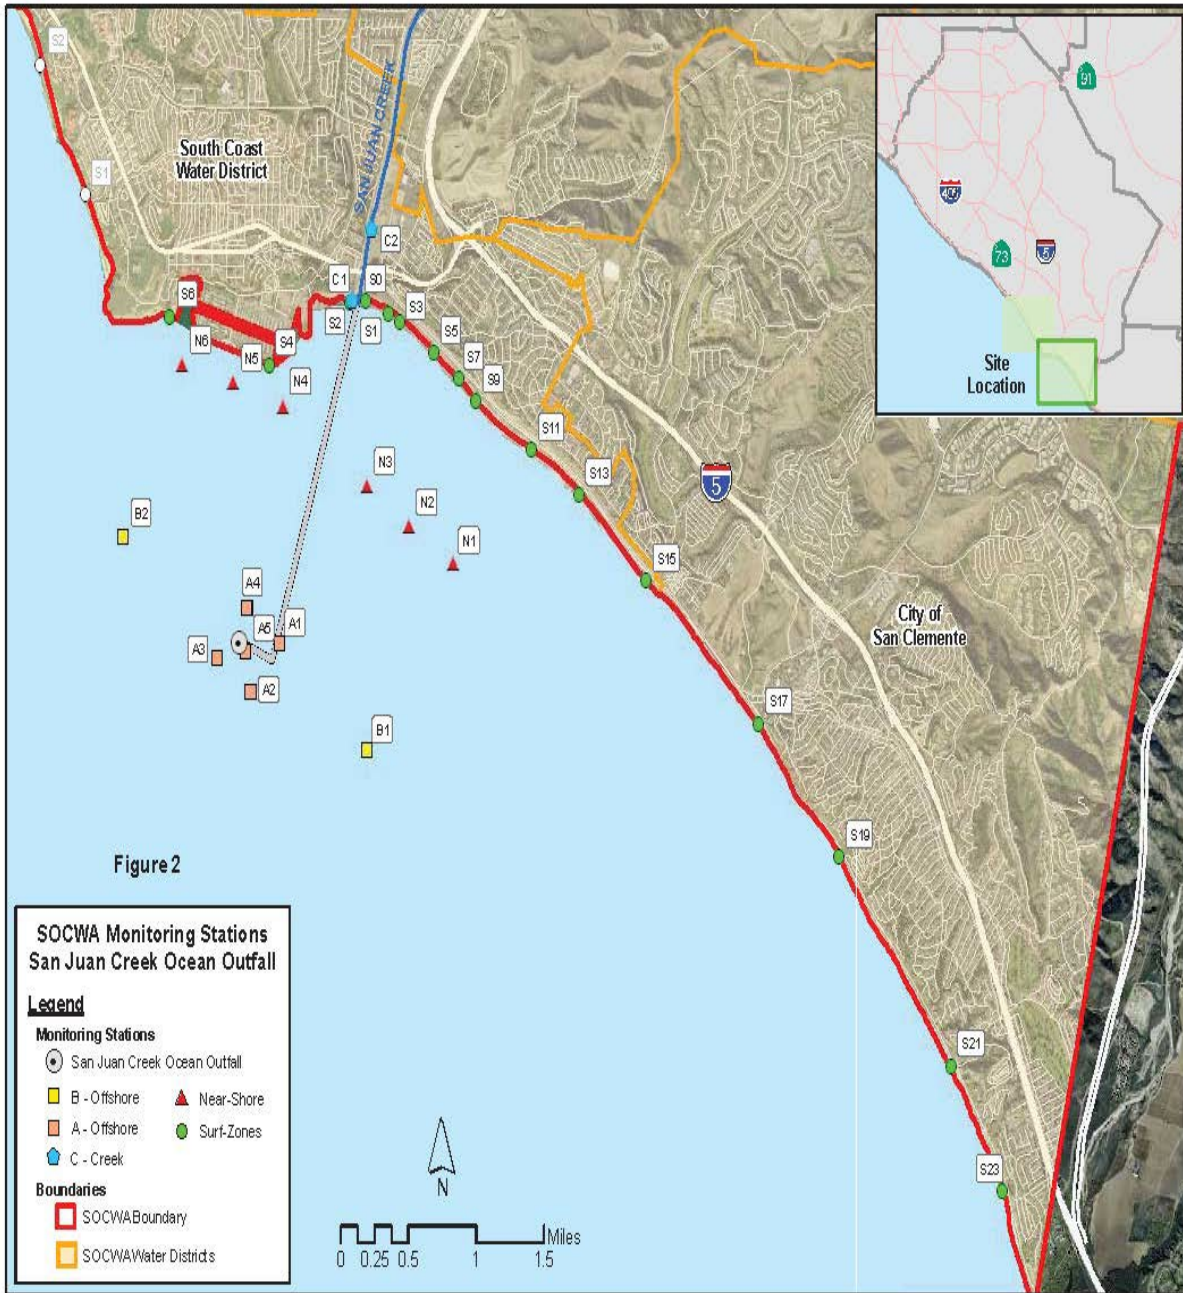 S2
S1
South Coast
Water District
SAN JUAN CREEK
C2
C1
S0
S2
S1
S3
S6
N6
N5
S4
N4
S5
S7
S9
S11
S13
S15
N3
N2
N1
B2
A4
A5
A1
A3
A2
B1
5
City of
San Clemente
S17
S19
S21
S23
91
405
73
5
Site
Location
Figure 2
SOCWA Monitoring Stations
San Juan Creek Ocean Outfall
Legend
Monitoring Stations
San Juan Creek Ocean Outfall
B - Offshore
Near-Shore
A - Offshore
Surf-Zones
C - Creek
Boundaries
SOCWABoundary
SOCWAWater Districts
N
Miles
0 0.25 0.5 1 1.5